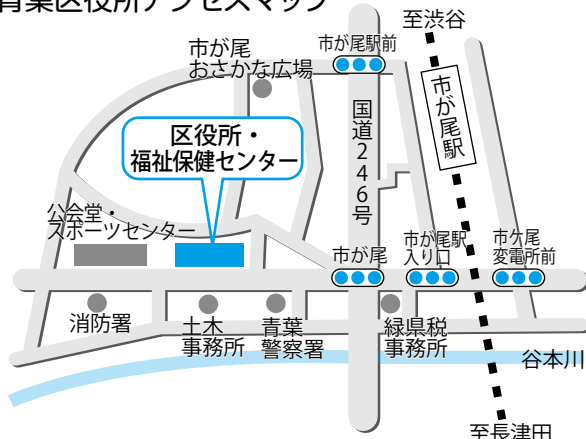 青葉区役所アクセスマップ
至渋谷
市が尾駅前
市が尾
おさかな広場
市が尾駅
国道246号
区役所・
福祉保健センター
公会堂・
スポーツセンター
市が尾
市が尾駅
入り口
市ケ尾
変電所前
消防署
土木
事務所
青葉
警察署
緑県税
事務所
谷本川
至長津田